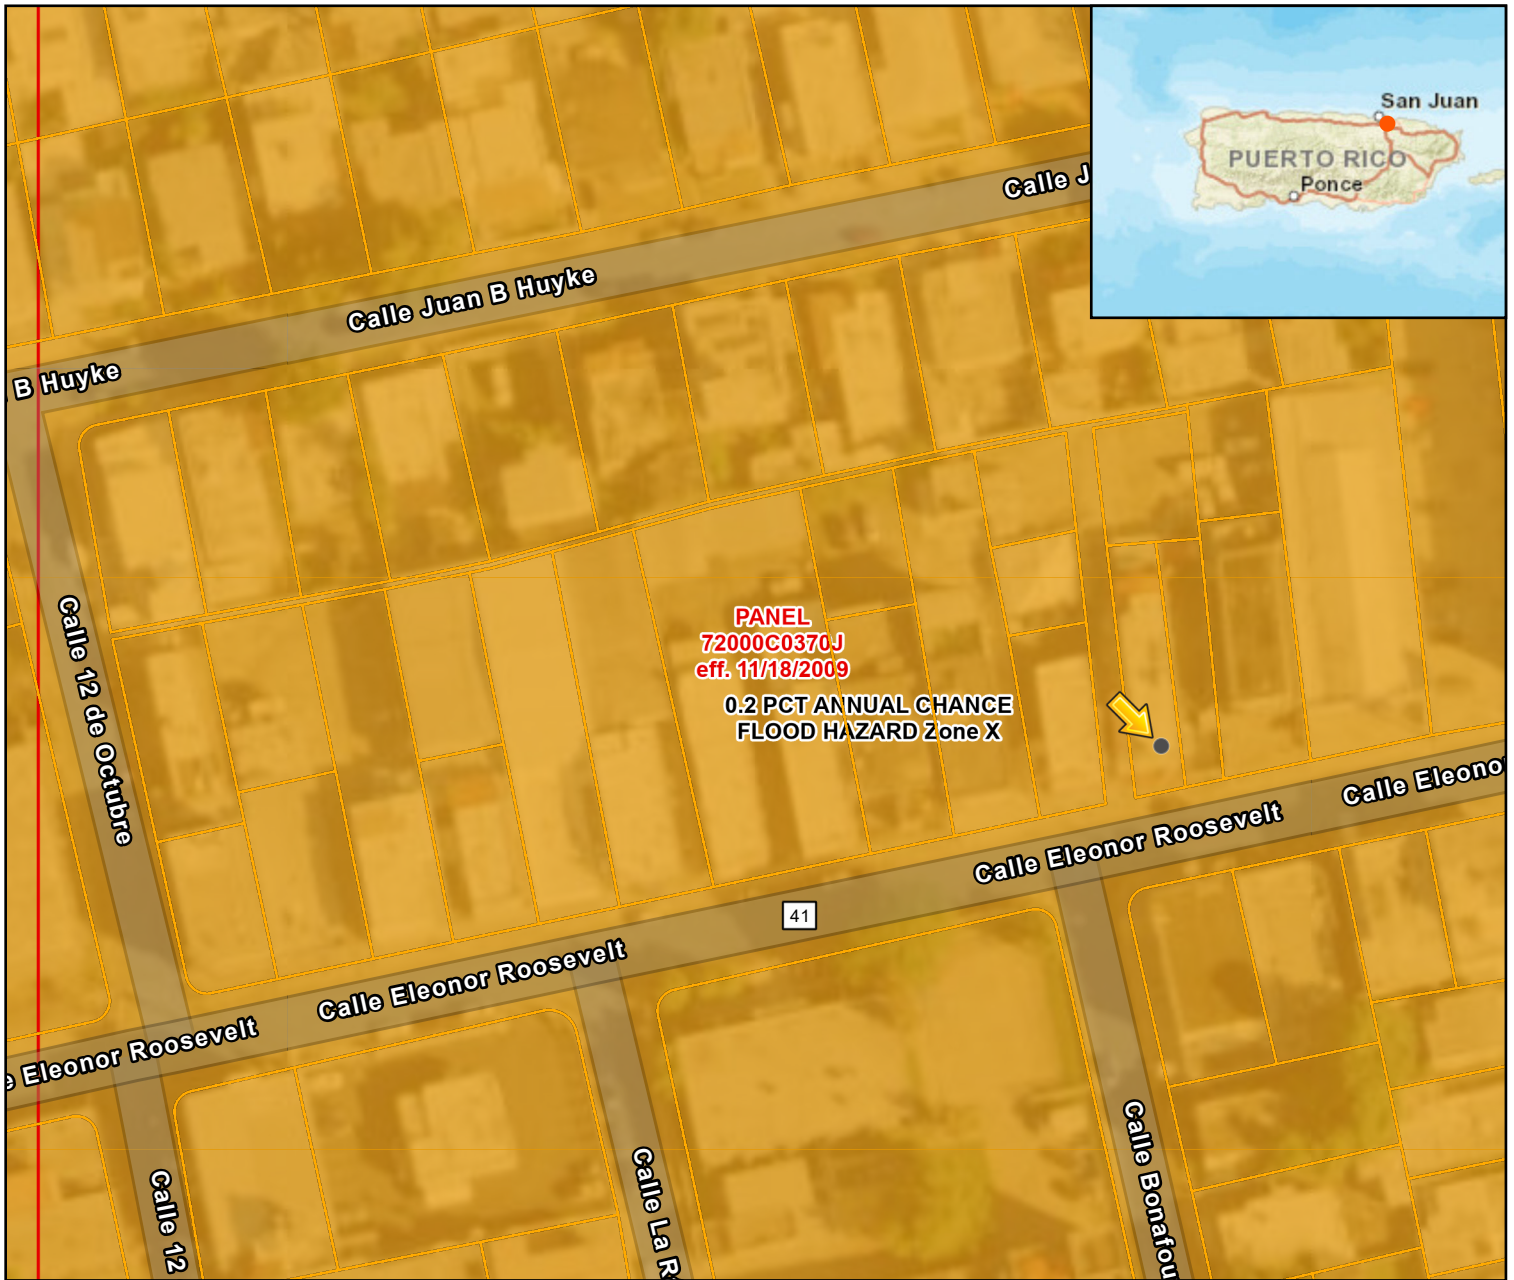 San Juan
PUERTO RICO
Ponce
Calle J
Calle Juan B Huyke
B Huyke
Calle 12 de Octubre
PANEL
72000C0370J
eff. 11/18/2009
0.2 PCT ANNUAL CHANCE
FLOOD HAZARD Zone X
Calle Eleono
Calle Eleonor Roosevelt
41
Calle Eleonor Roosevelt
e Eleonor Roosevelt
Calle 12
Calle La R
Calle Bonafou